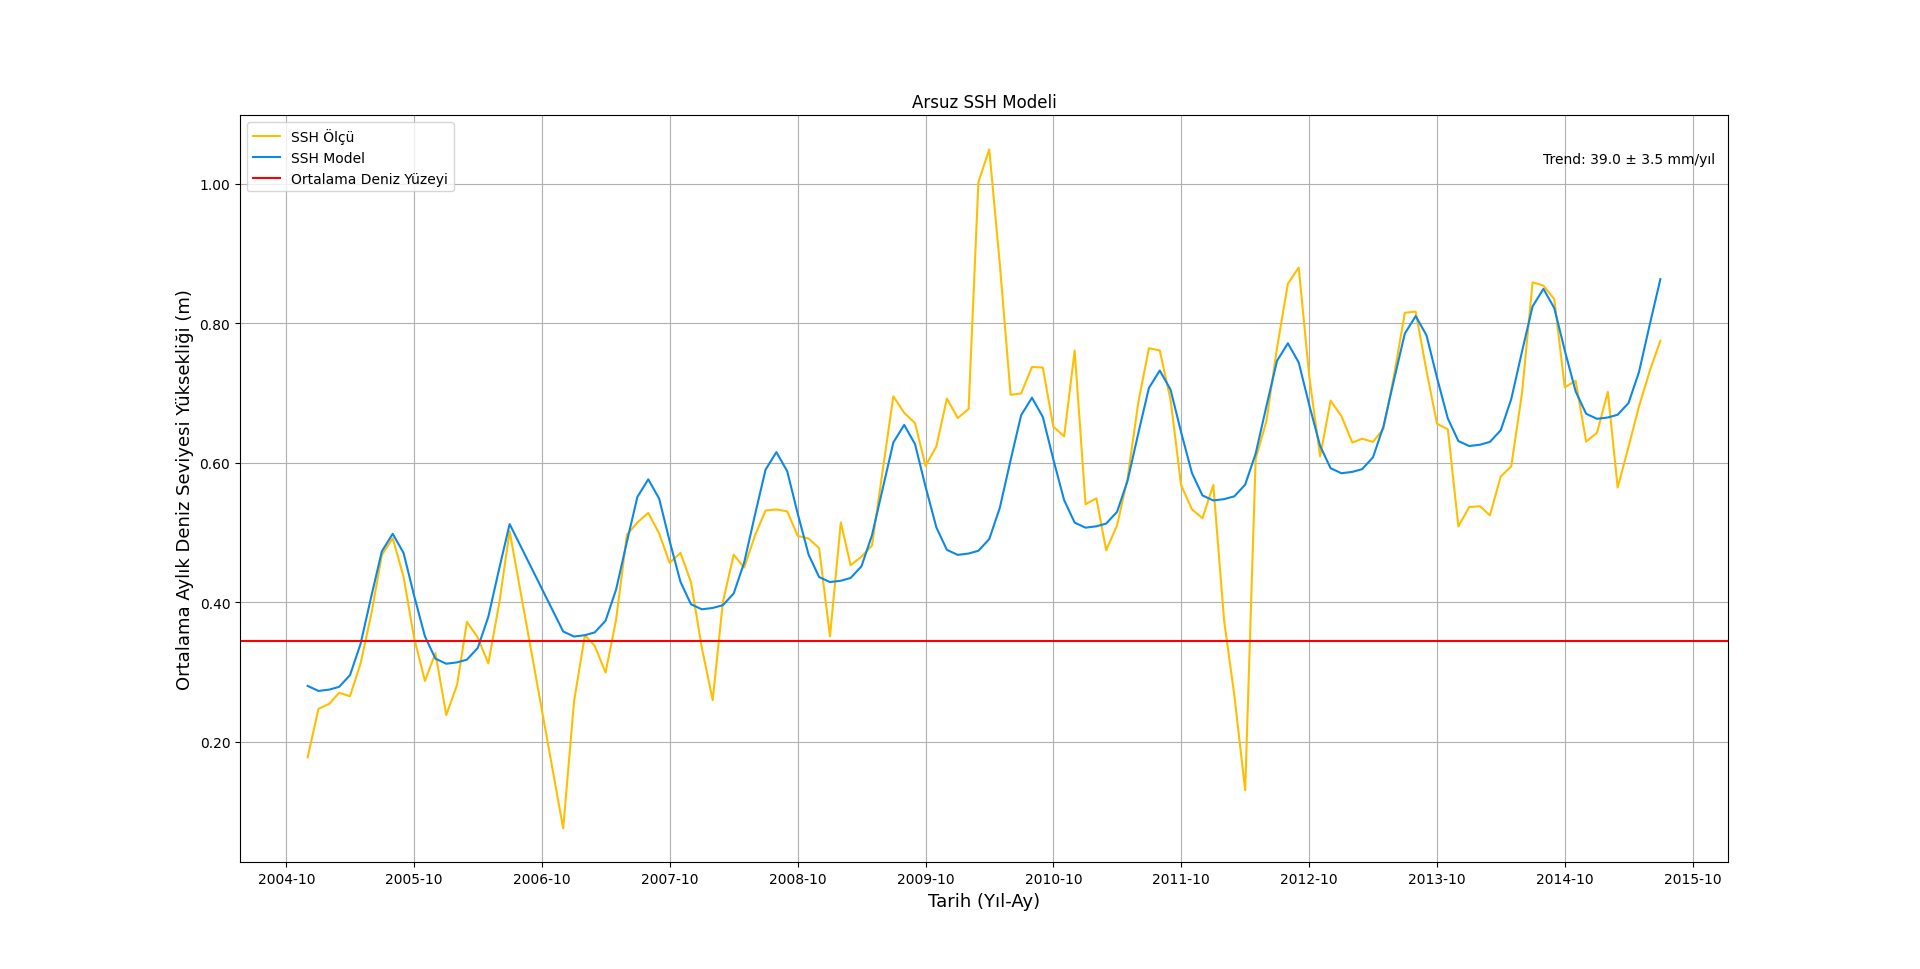 Arsuz SSH Modeli
SSH Ölçü
SSH Model
Ortalama Deniz Yüzeyi
Trend: 39.0 ± 3.5 mm/yıl
Ortalama Aylık Deniz Seviyesi Yüksekliği (m)
1.00
0.80
0.60
0.40
0.20
2004-10 2005-10 2006-10 2007-10 2008-10 2009-10 2010-10 2011-10 2012-10 2013-10 2014-10 2015-10
Tarih (Yıl-Ay)